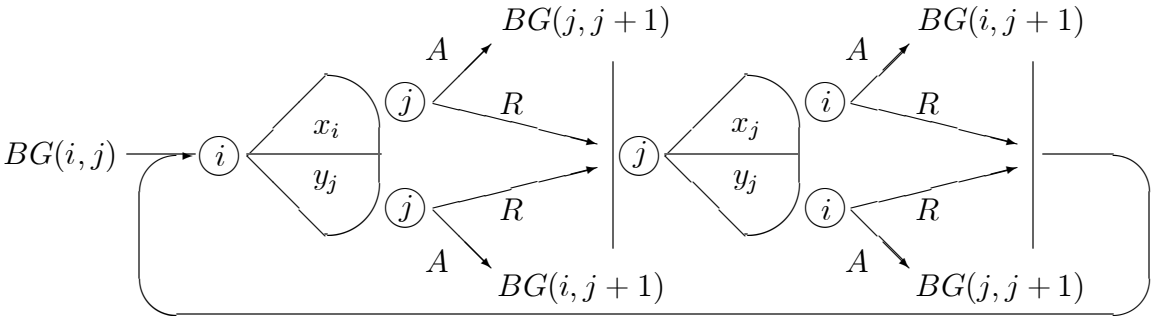 BG(j, j + 1)
BG(i, j + 1)
A
A
j
R
i
R
x_i
x_j
BG(i, j)
i
j
y_j
y_j
j
R
i
R
A
A
BG(i, j + 1)
BG(j, j + 1)